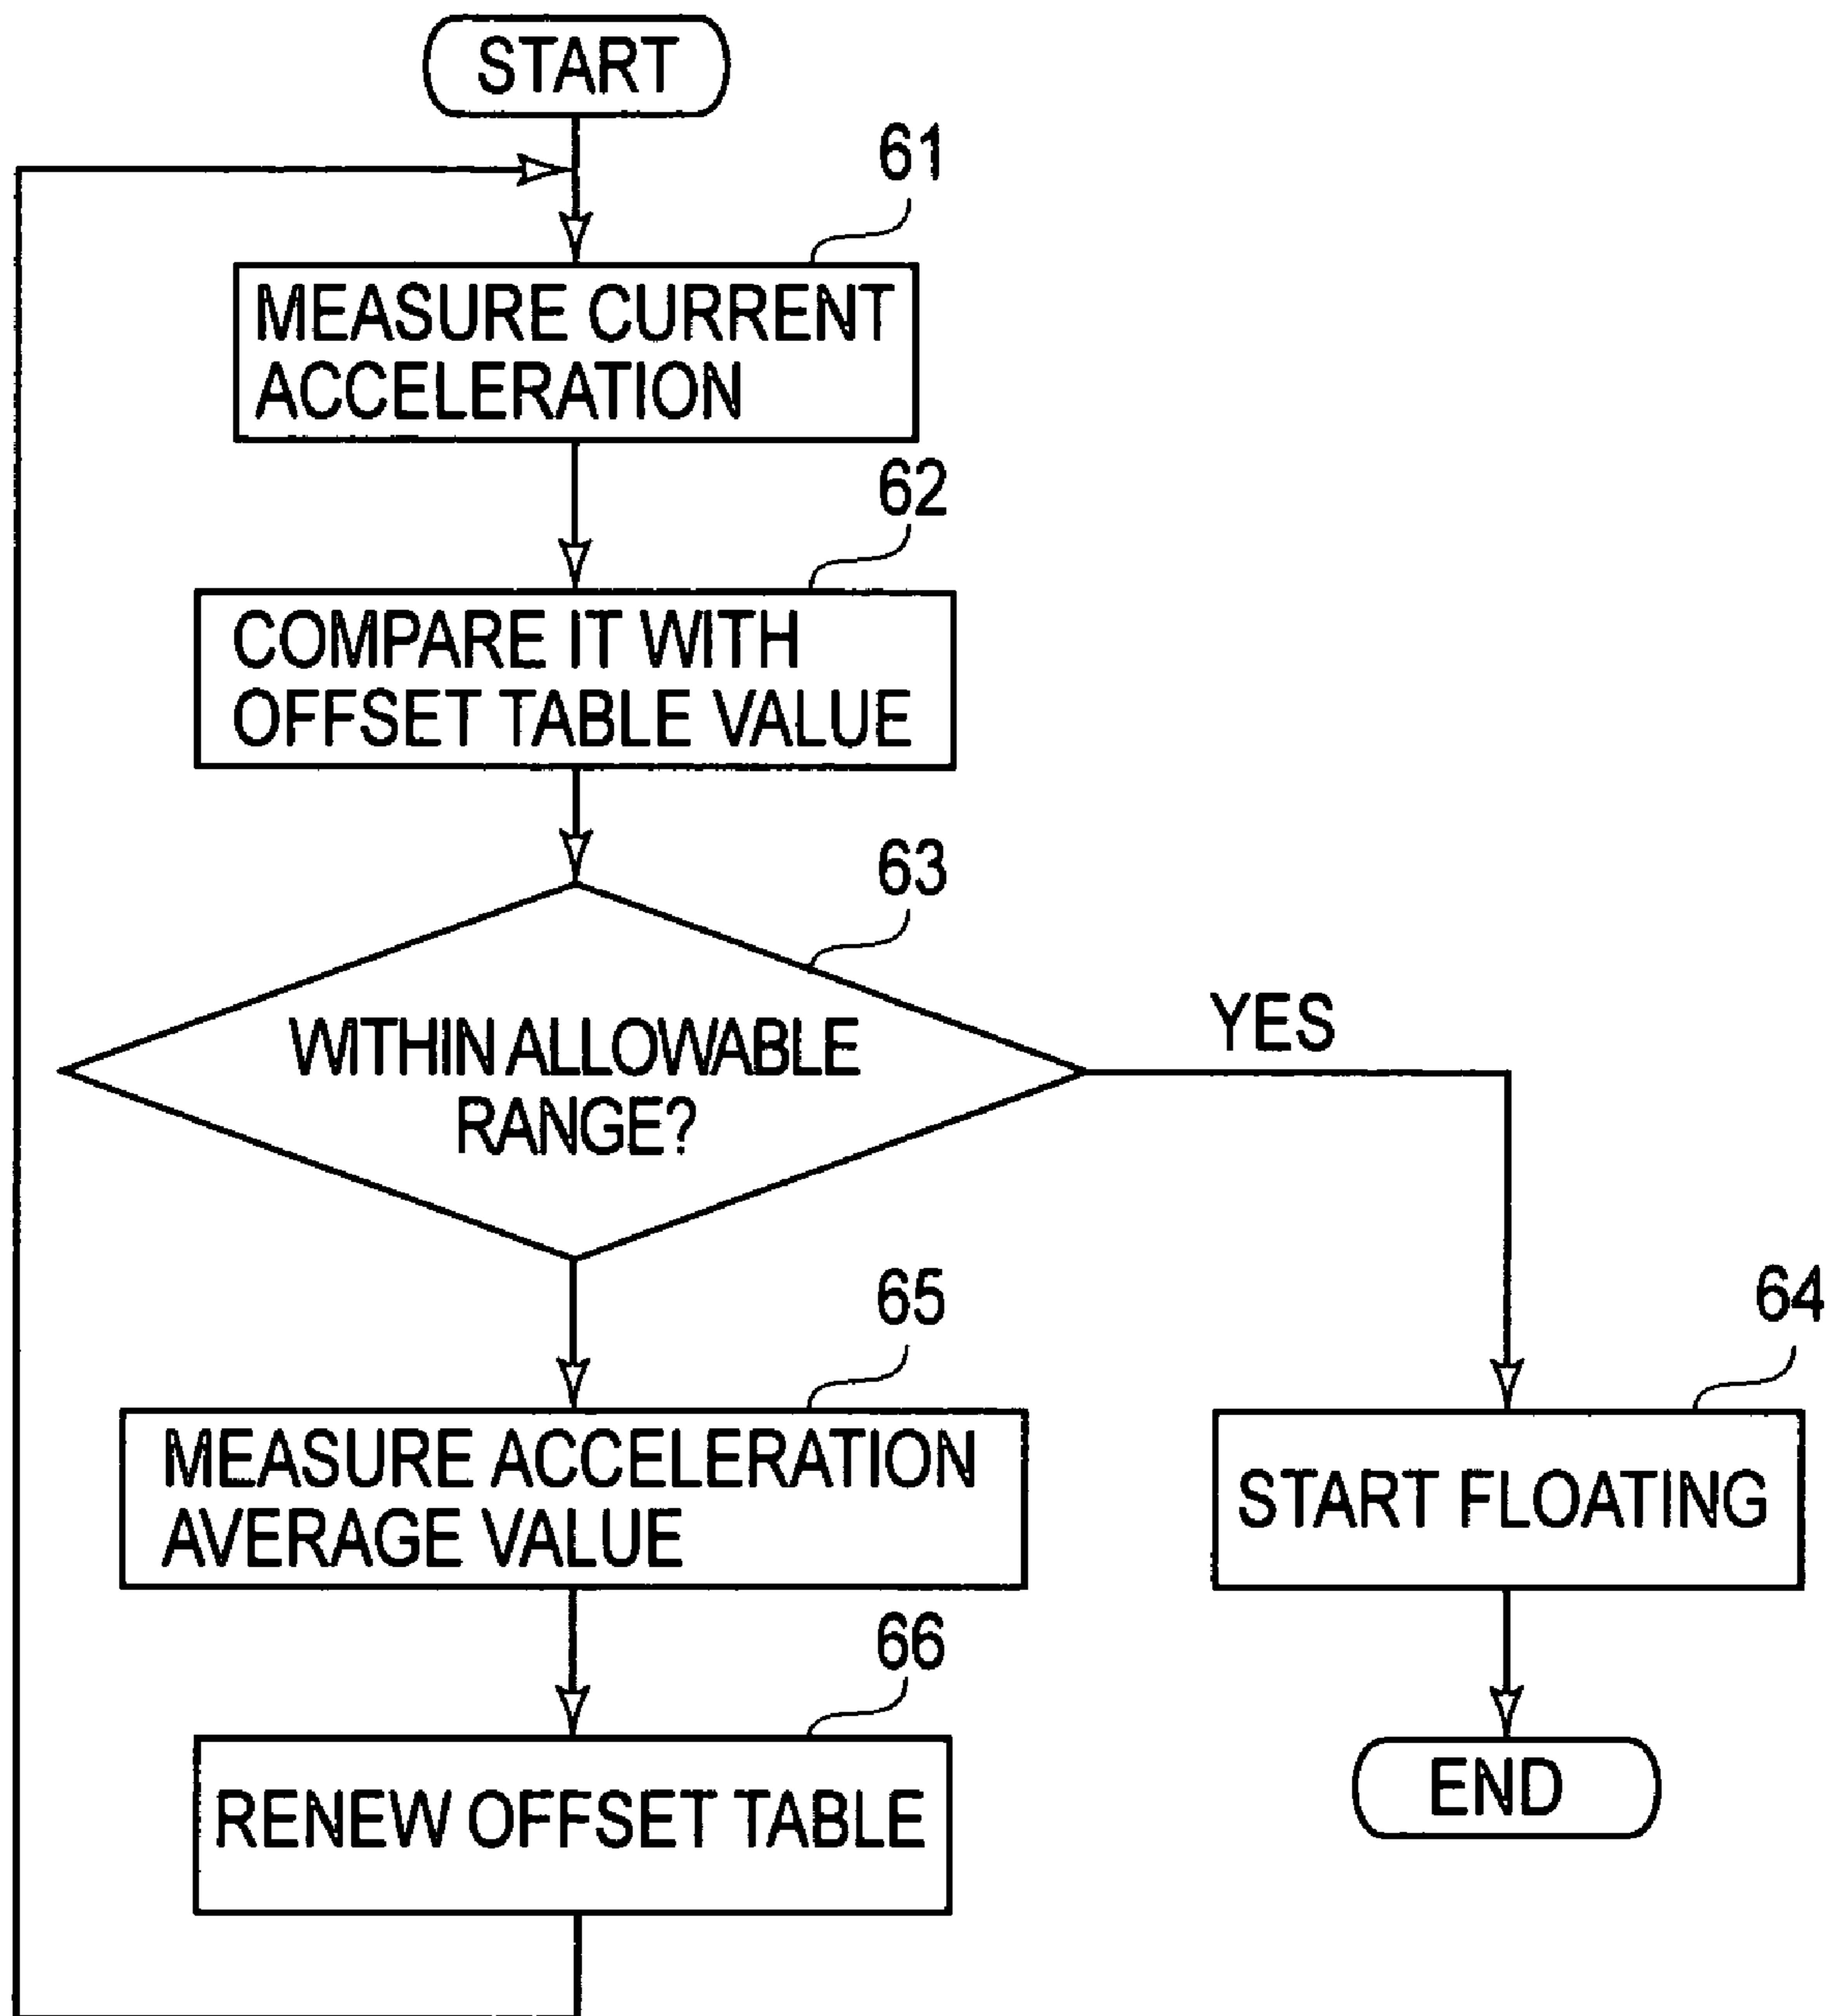 START
61
MEASURE CURRENT
ACCELERATION
62
COMPARE IT WITH
OFFSET TABLE VALUE
63
WITHIN ALLOWABLE
RANGE?
YES
65
MEASURE ACCELERATION
AVERAGE VALUE
64
START FLOATING
66
RENEW OFFSET TABLE
END